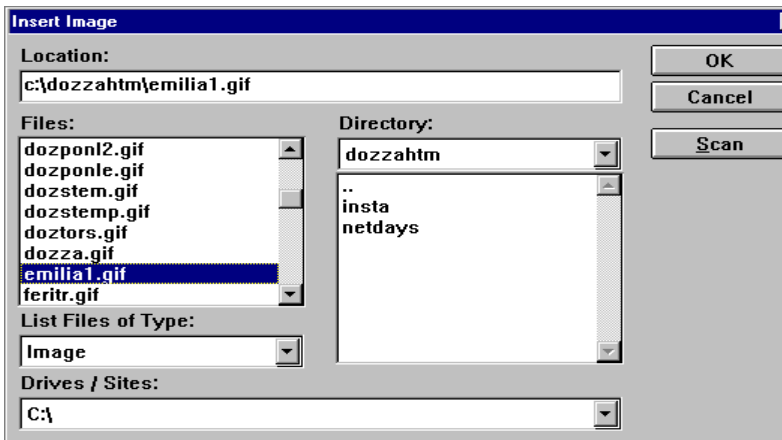 Insert Image
Location:
c:\dozzahtm\emilia1.gif
OK
Cancel
Scan
Files:
dozponl2.gif
dozponle.gif
dozstem.gif
dozstemp.gif
doztors.gif
dozza.gif
emilia1.gif
feritr.gif
Directory:
dozzahtm
..
insta
netdays
List Files of Type:
Image
Drives / Sites:
C:\